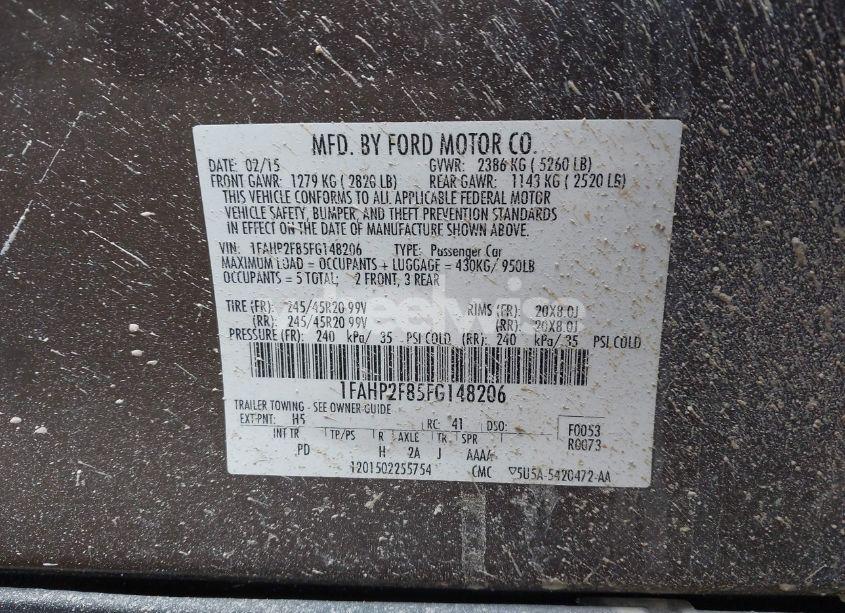 MFD. BY FORD MOTOR CO.
DATE: 02/15 GVWR: 2386 KG ( 5260 LB)
FRONT GAWR: 1279 KG ( 2820 LB) REAR GAWR: 1143 KG ( 2520 LB)
THIS VEHICLE CONFORMS TO ALL APPLICABLE FEDERAL MOTOR
VEHICLE SAFETY, BUMPER, AND THEFT PREVENTION STANDARDS
IN EFFECT ON THE DATE OF MANUFACTURE SHOWN ABOVE.
VIN: 1FAHP2F85FG148206 TYPE: Passenger Car
MAXIMUM LOAD = OCCUPANTS + LUGGAGE = 430KG/ 950LB
OCCUPANTS = 5 TOTAL; 2 FRONT, 3 REAR
TIRE (FR): 245/45R20 99V RIMS (FR): 20X8.0J
(RR): 245/45R20 99V (RR): 20X8.0J
PRESSURE (FR): 240 kPa/ 35 PSI COLD (RR): 240 kPa/ 35 PSI COLD
1FAHP2F85FG148206
TRAILER TOWING - SEE OWNER GUIDE
EXT PNT: H5 RC: 41 DSO: F0053
INT TR TP/PS R AXLE TR SPR R0073
PD H 2A J AAAA
1201502255754 CMC 5U5A-5420472-AA